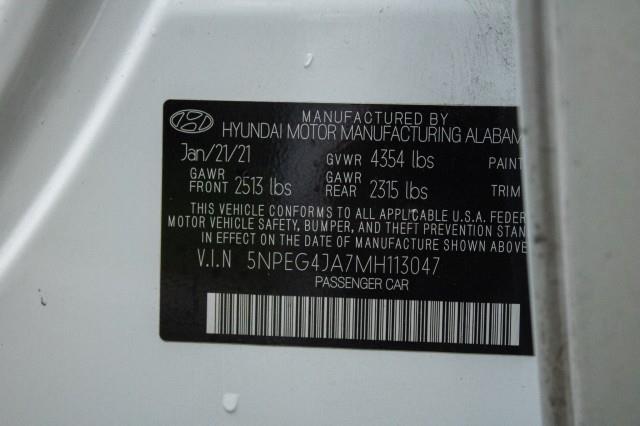 MANUFACTURED BY
HYUNDAI MOTOR MANUFACTURING ALABAM
Jan/21/21 GVWR 4354 lbs PAINT
GAWR FRONT 2513 lbs GAWR REAR 2315 lbs TRIM
THIS VEHICLE CONFORMS TO ALL APPLICABLE U.S.A. FEDER
MOTOR VEHICLE SAFETY, BUMPER, AND THEFT PREVENTION STAN
IN EFFECT ON THE DATE OF MANUFACTURE SHOWN ABOVE
V.I.N 5NPEG4JA7MH113047
PASSENGER CAR